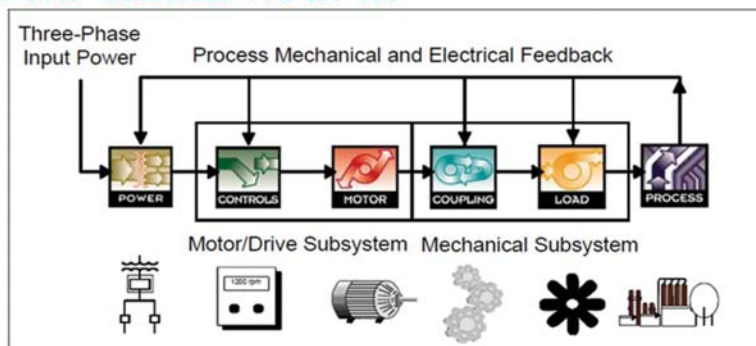 Three-Phase
Input Power
Process Mechanical and Electrical Feedback
POWER
CONTROLS
MOTOR
COUPLING
LOAD
PROCESS
Motor/Drive Subsystem
Mechanical Subsystem
1200 rpm